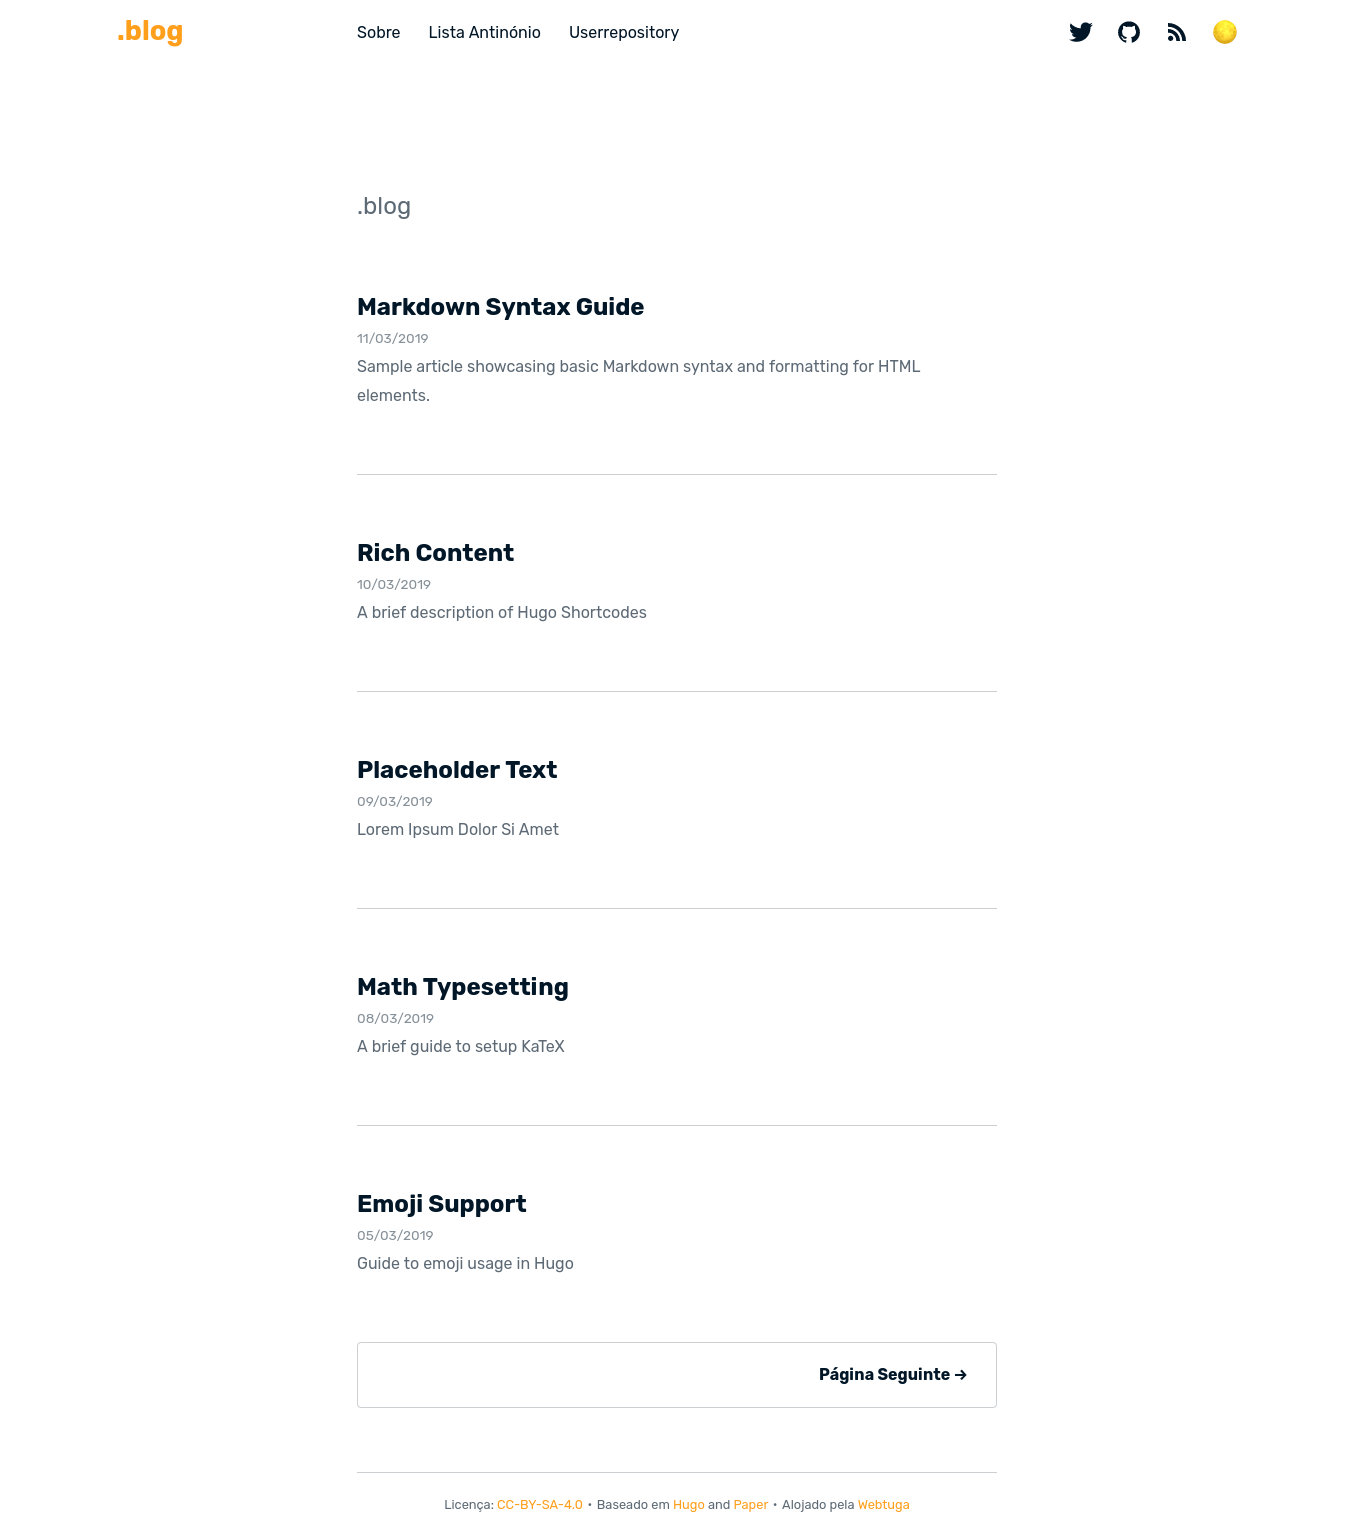 .blog
Sobre Lista Antinónio Userrepository
.blog
Markdown Syntax Guide
11/03/2019
Sample article showcasing basic Markdown syntax and formatting for HTML
elements.
Rich Content
10/03/2019
A brief description of Hugo Shortcodes
Placeholder Text
09/03/2019
Lorem Ipsum Dolor Si Amet
Math Typesetting
08/03/2019
A brief guide to setup KaTeX
Emoji Support
05/03/2019
Guide to emoji usage in Hugo
Página Seguinte →
Licença: CC-BY-SA-4.0 • Baseado em Hugo and Paper • Alojado pela Webtuga